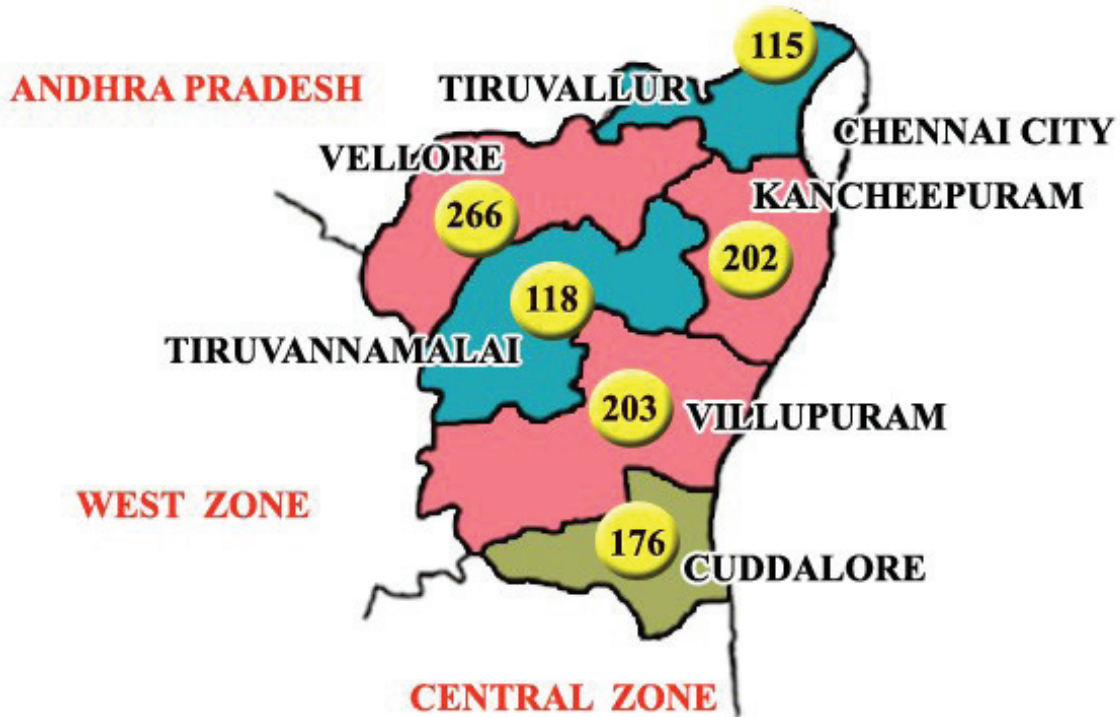 115
ANDHRA PRADESH
TIRUVALLUR
CHENNAI CITY
VELLORE
KANCHEEPURAM
266
202
118
TIRUVANNAMALAI
203
VILLUPURAM
WEST ZONE
176
CUDDALORE
CENTRAL ZONE